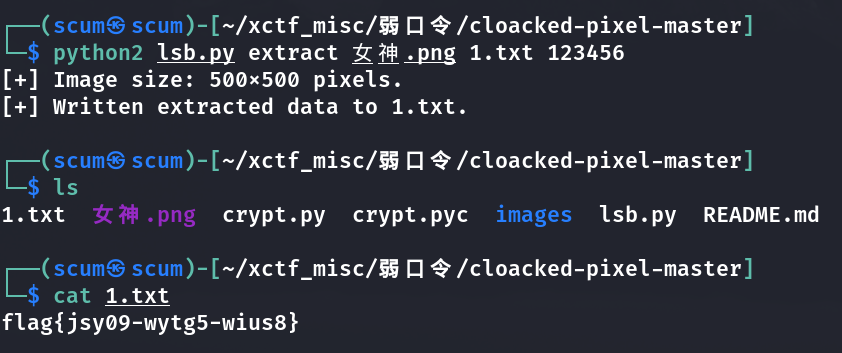 ┌──(scum㉿scum)-[~/xctf_misc/弱口令/cloacked-pixel-master]
└─$ python2 lsb.py extract 女神.png 1.txt 123456
[+] Image size: 500×500 pixels.
[+] Written extracted data to 1.txt.
┌──(scum㉿scum)-[~/xctf_misc/弱口令/cloacked-pixel-master]
└─$ ls
1.txt 女神.png crypt.py crypt.pyc images lsb.py README.md
┌──(scum㉿scum)-[~/xctf_misc/弱口令/cloacked-pixel-master]
└─$ cat 1.txt
flag{jsy09-wytg5-wius8}